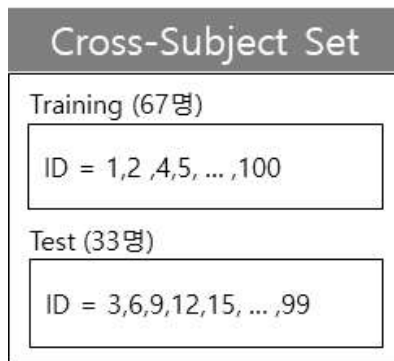 Cross-Subject Set
Training (67명)
ID = 1,2 ,4,5, ... ,100
Test (33명)
ID = 3,6,9,12,15, ... ,99